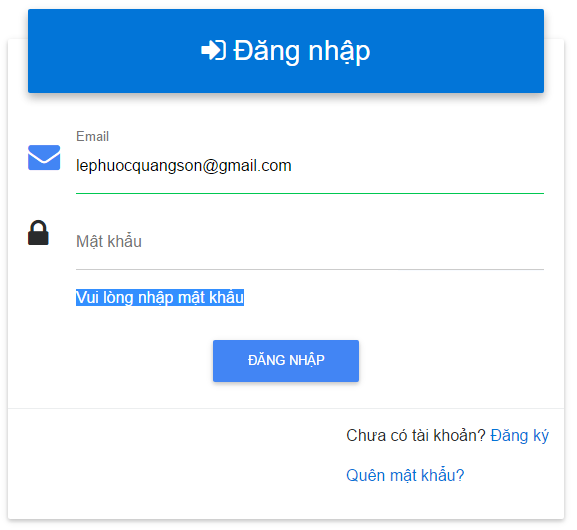 Đăng nhập
Email
lephuocquangson@gmail.com
Mật khẩu
Vui lòng nhập mật khẩu
ĐĂNG NHẬP
Chưa có tài khoản? Đăng ký
Quên mật khẩu?